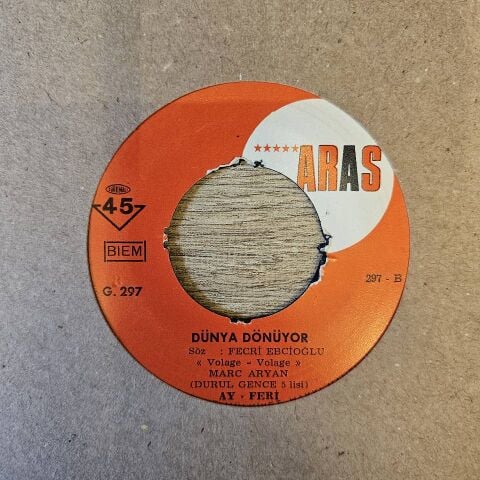 ★★★★★ARAS
45
BIEM
G. 297
297 - B
DÜNYA DÖNÜYOR
Söz : FECRİ EBCİOĞLU
« Volage - Volage »
MARC ARYAN
(DURUL GENCE 5 lisi)
AY - FERİ